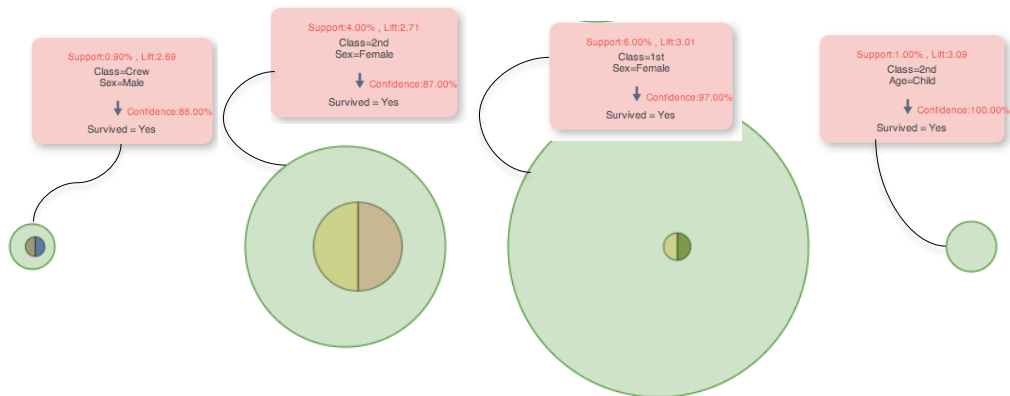 Support:0.90% , Lift:2.69
Class=Crew
Sex=Male
Confidence:86.00%
Survived = Yes
Support:4.00% , Lift:2.71
Class=2nd
Sex=Female
Confidence:87.00%
Survived = Yes
Support:6.00% , Lift:3.01
Class=1st
Sex=Female
Confidence:97.00%
Survived = Yes
Support:1.00% , Lift:3.09
Class=2nd
Age=Child
Confidence:100.00%
Survived = Yes